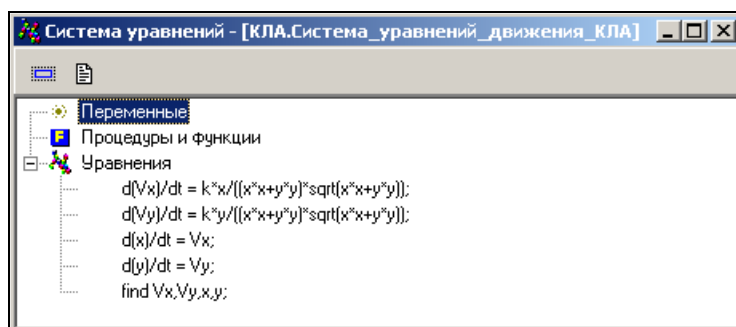 Система уравнений - [КЛА.Система_уравнений_движения_КЛА]
Переменные
F Процедуры и функции
Уравнения
d(Vx)/dt = k*x/((x*x+y*y)*sqrt(x*x+y*y));
d(Vy)/dt = k*y/((x*x+y*y)*sqrt(x*x+y*y));
d(x)/dt = Vx;
d(y)/dt = Vy;
find Vx,Vy,x,y;